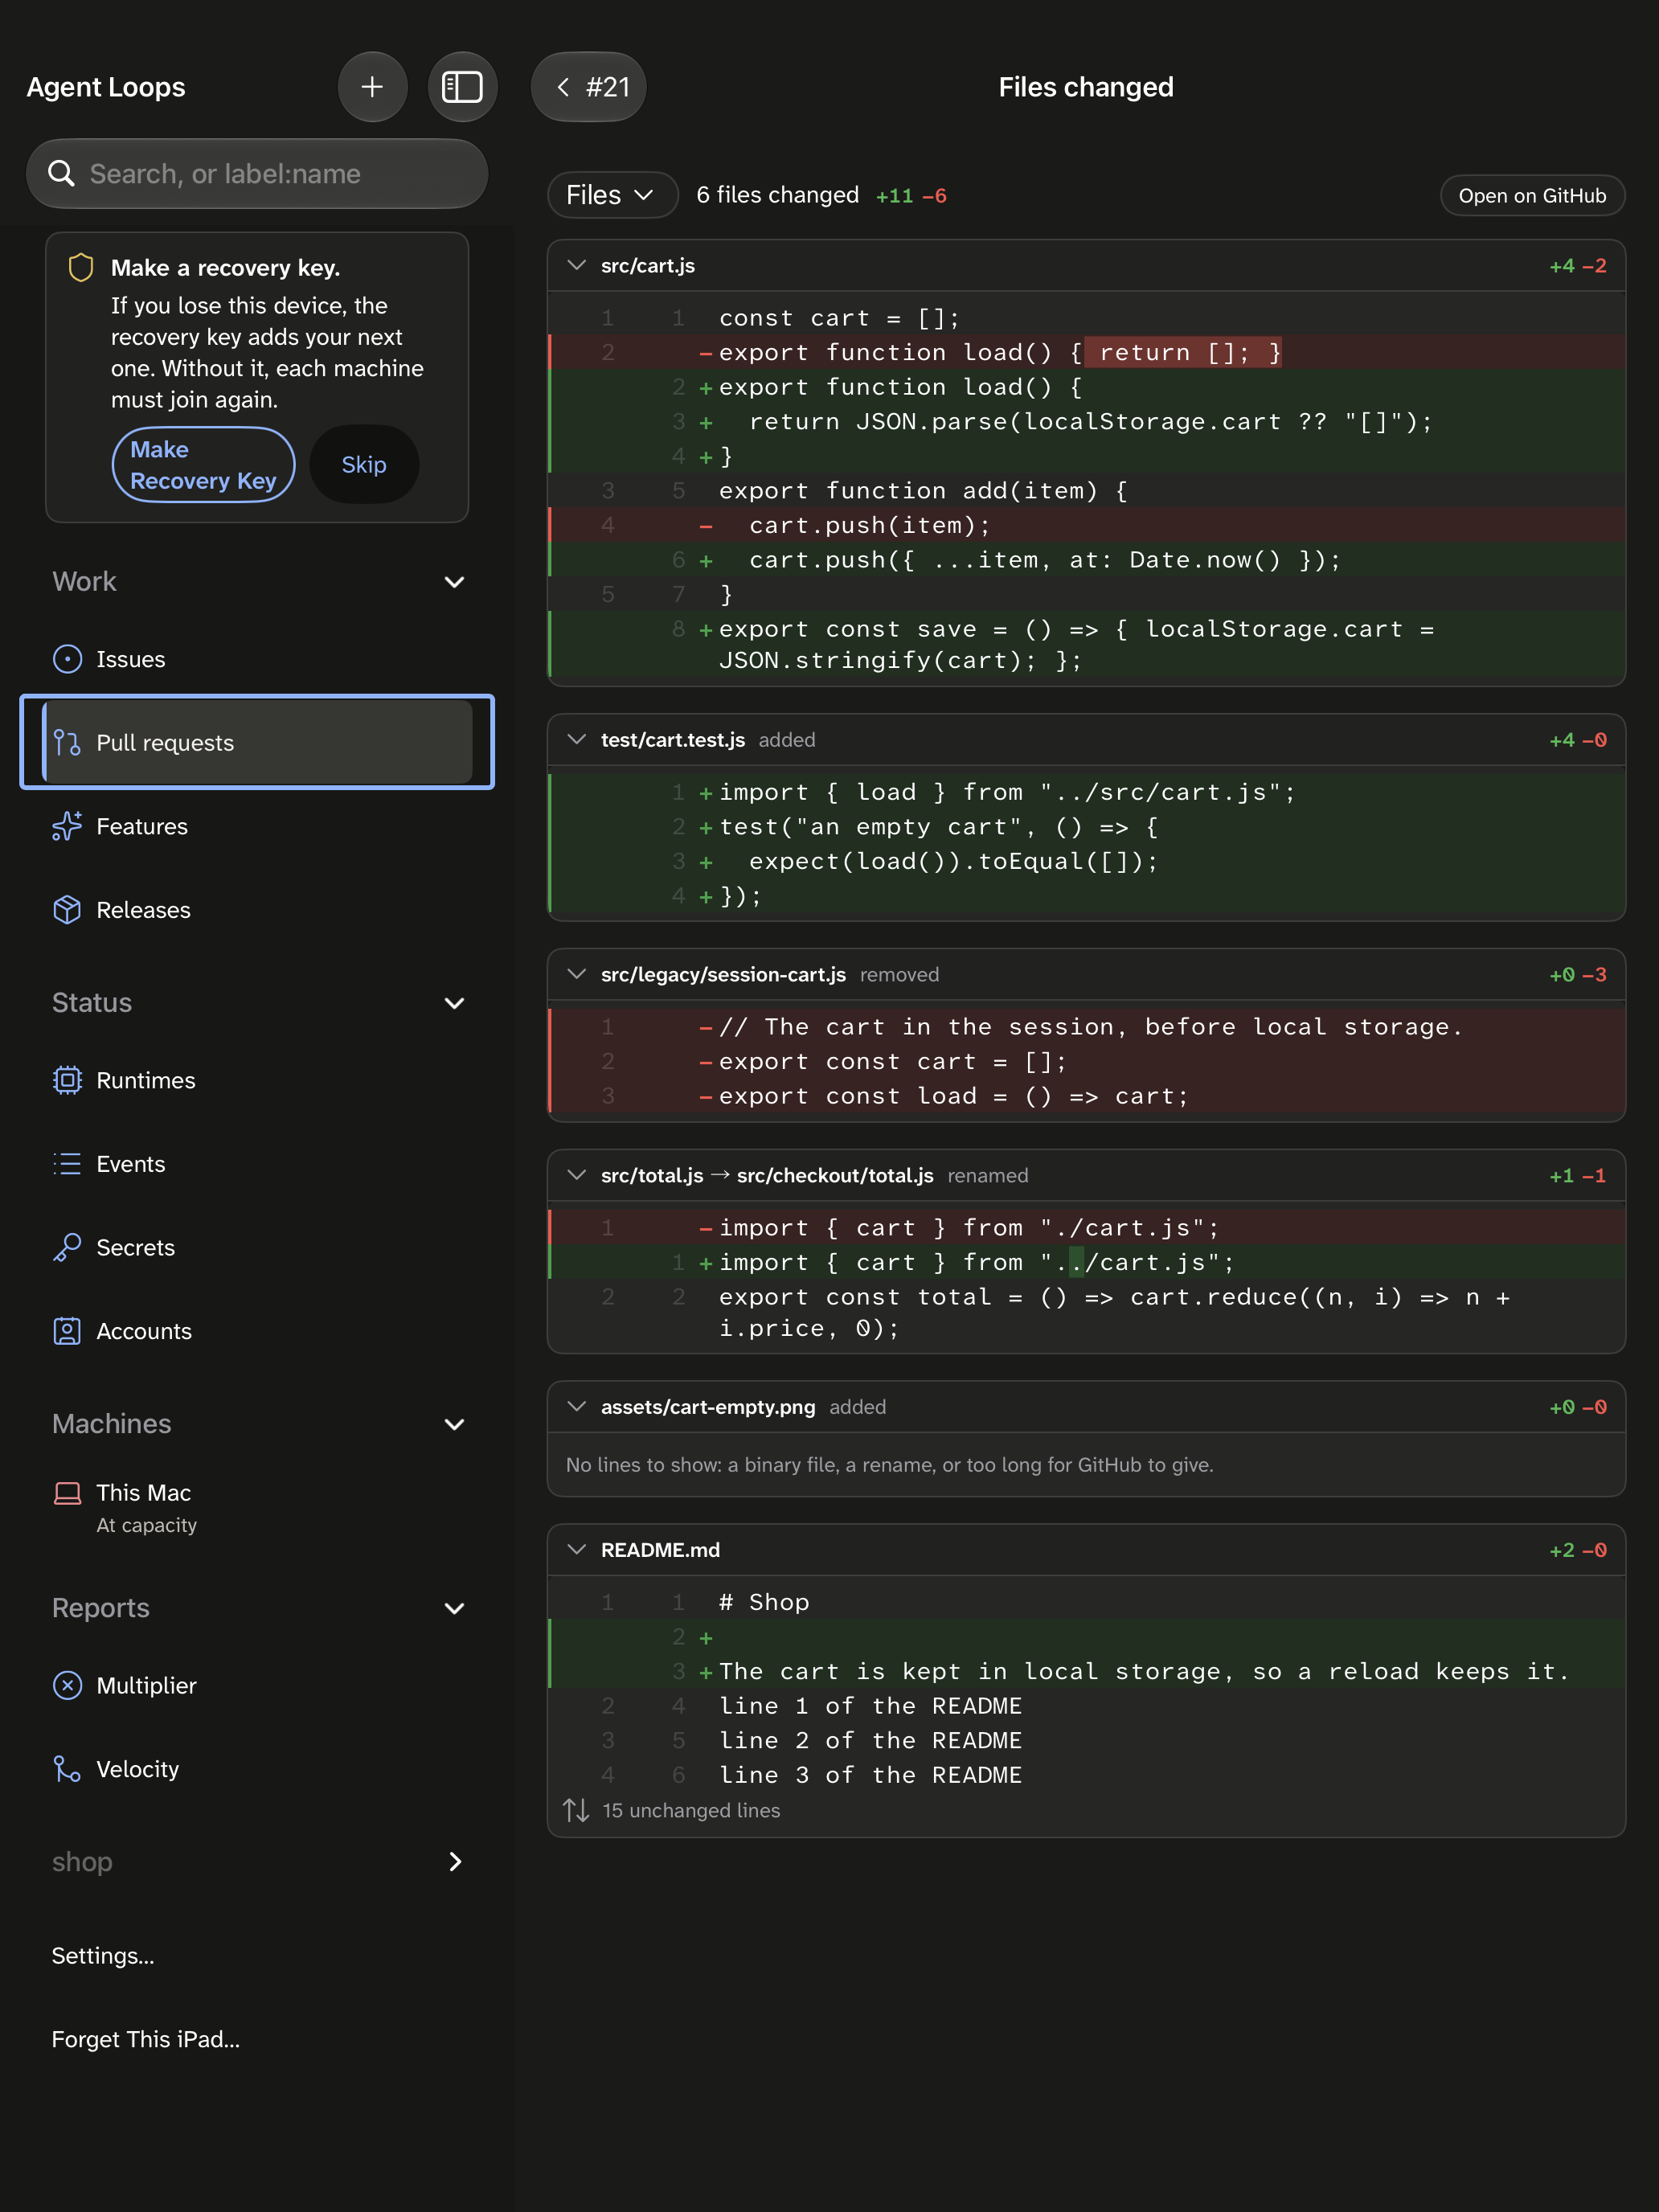 Agent Loops
Search, or label:name
Make a recovery key.
If you lose this device, the
recovery key adds your next
one. Without it, each machine
must join again.
Make
Recovery Key
Skip
Work
Issues
Pull requests
Features
Releases
Status
Runtimes
Events
Secrets
Accounts
Machines
This Mac
At capacity
Reports
Multiplier
Velocity
shop
Settings...
Forget This iPad...
#21
Files changed
Files
6 files changed +11 −6
Open on GitHub
src/cart.js +4 −2
1 1 const cart = [];
2 −export function load() { return []; }
2 +export function load() {
3 + return JSON.parse(localStorage.cart ?? "[]");
4 +}
3 5 export function add(item) {
4 − cart.push(item);
6 + cart.push({ ...item, at: Date.now() });
5 7 }
8 +export const save = () => { localStorage.cart =
JSON.stringify(cart); };
test/cart.test.js added +4 −0
1 +import { load } from "../src/cart.js";
2 +test("an empty cart", () => {
3 + expect(load()).toEqual([]);
4 +});
src/legacy/session-cart.js removed +0 −3
1 −// The cart in the session, before local storage.
2 −export const cart = [];
3 −export const load = () => cart;
src/total.js → src/checkout/total.js renamed +1 −1
1 −import { cart } from "./cart.js";
1 +import { cart } from "../cart.js";
2 2 export const total = () => cart.reduce((n, i) => n +
i.price, 0);
assets/cart-empty.png added +0 −0
No lines to show: a binary file, a rename, or too long for GitHub to give.
README.md +2 −0
1 1 # Shop
2 +
3 +The cart is kept in local storage, so a reload keeps it.
2 4 line 1 of the README
3 5 line 2 of the README
4 6 line 3 of the README
15 unchanged lines